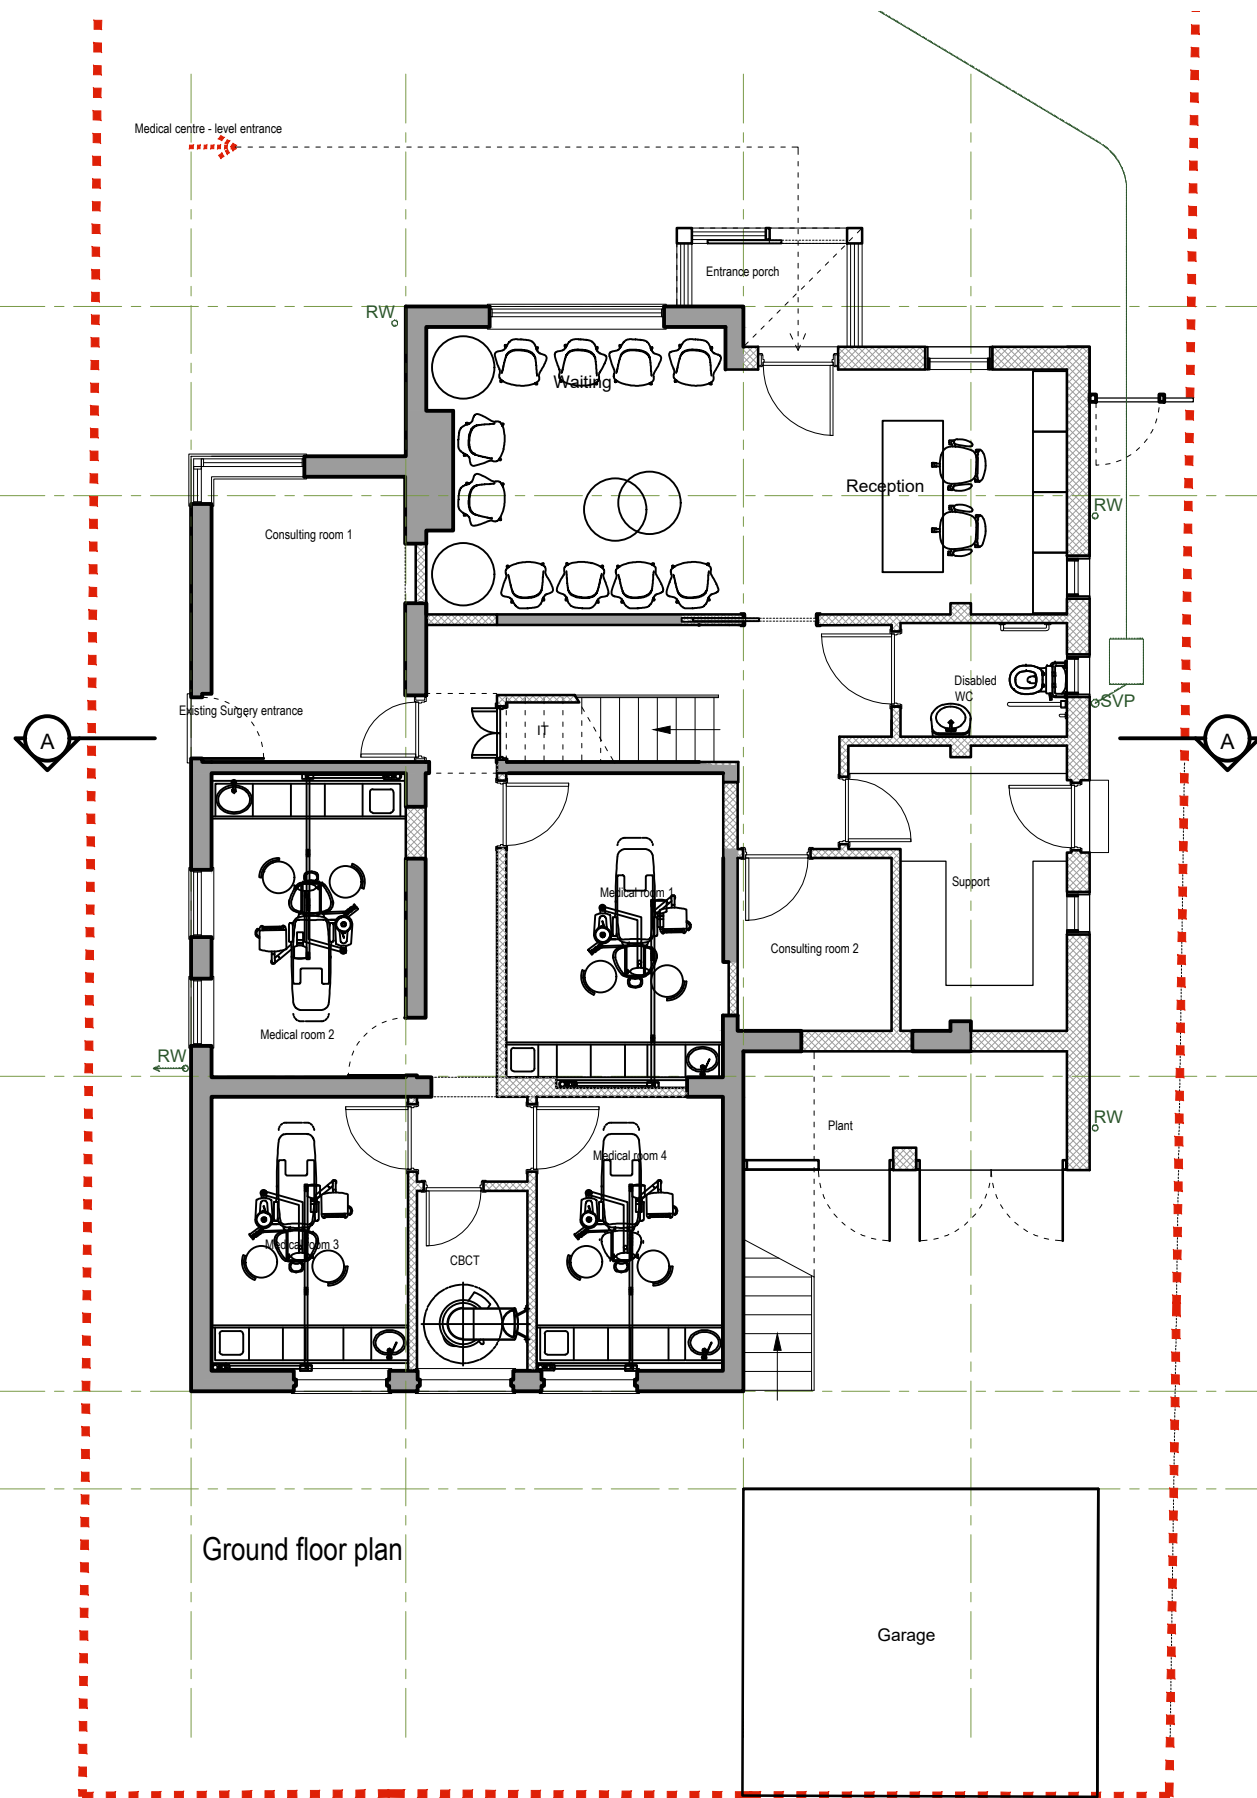 Medical centre - level entrance
Entrance porch
RW
Waiting
Reception
RW
Consulting room 1
Disabled
WC
SVP
Existing Surgery entrance
IT
A
A
Support
Medical room 1
Consulting room 2
Medical room 2
RW
RW
Plant
Medical room 4
Medical room 3
CBCT
Ground floor plan
Garage